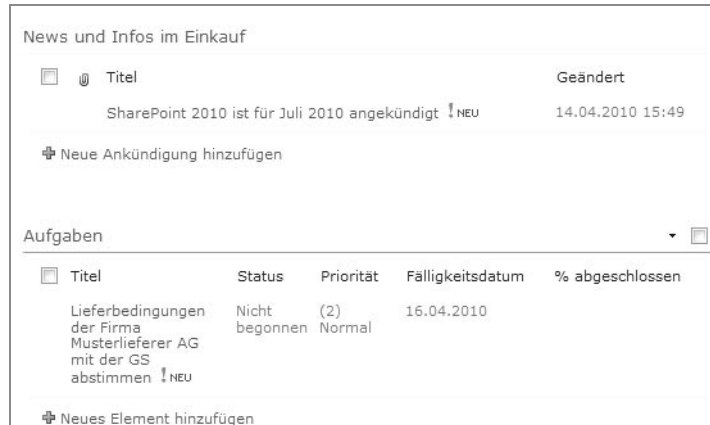 News und Infos im Einkauf
Titel Geändert
SharePoint 2010 ist für Juli 2010 angekündigt ! NEU 14.04.2010 15:49
Neue Ankündigung hinzufügen
Aufgaben
Titel Status Priorität Fälligkeitsdatum % abgeschlossen
Lieferbedingungen Nicht (2) 16.04.2010
der Firma begonnen Normal
Musterlieferer AG
mit der GS
abstimmen ! NEU
Neues Element hinzufügen